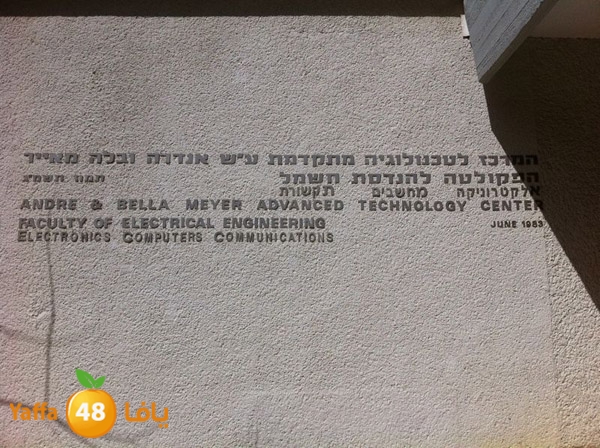 המרכז לטכנולוגיה מתקדמת ע״ש אנדרה ובלה מאייר
הפקולטה להנדסת חשמל תמוז תשמ״ג
אלקטרוניקה מחשבים תקשורת
ANDRE & BELLA MEYER ADVANCED TECHNOLOGY CENTER
FACULTY OF ELECTRICAL ENGINEERING JUNE 1983
ELECTRONICS COMPUTERS COMMUNICATIONS
Yaffa 48 يافا